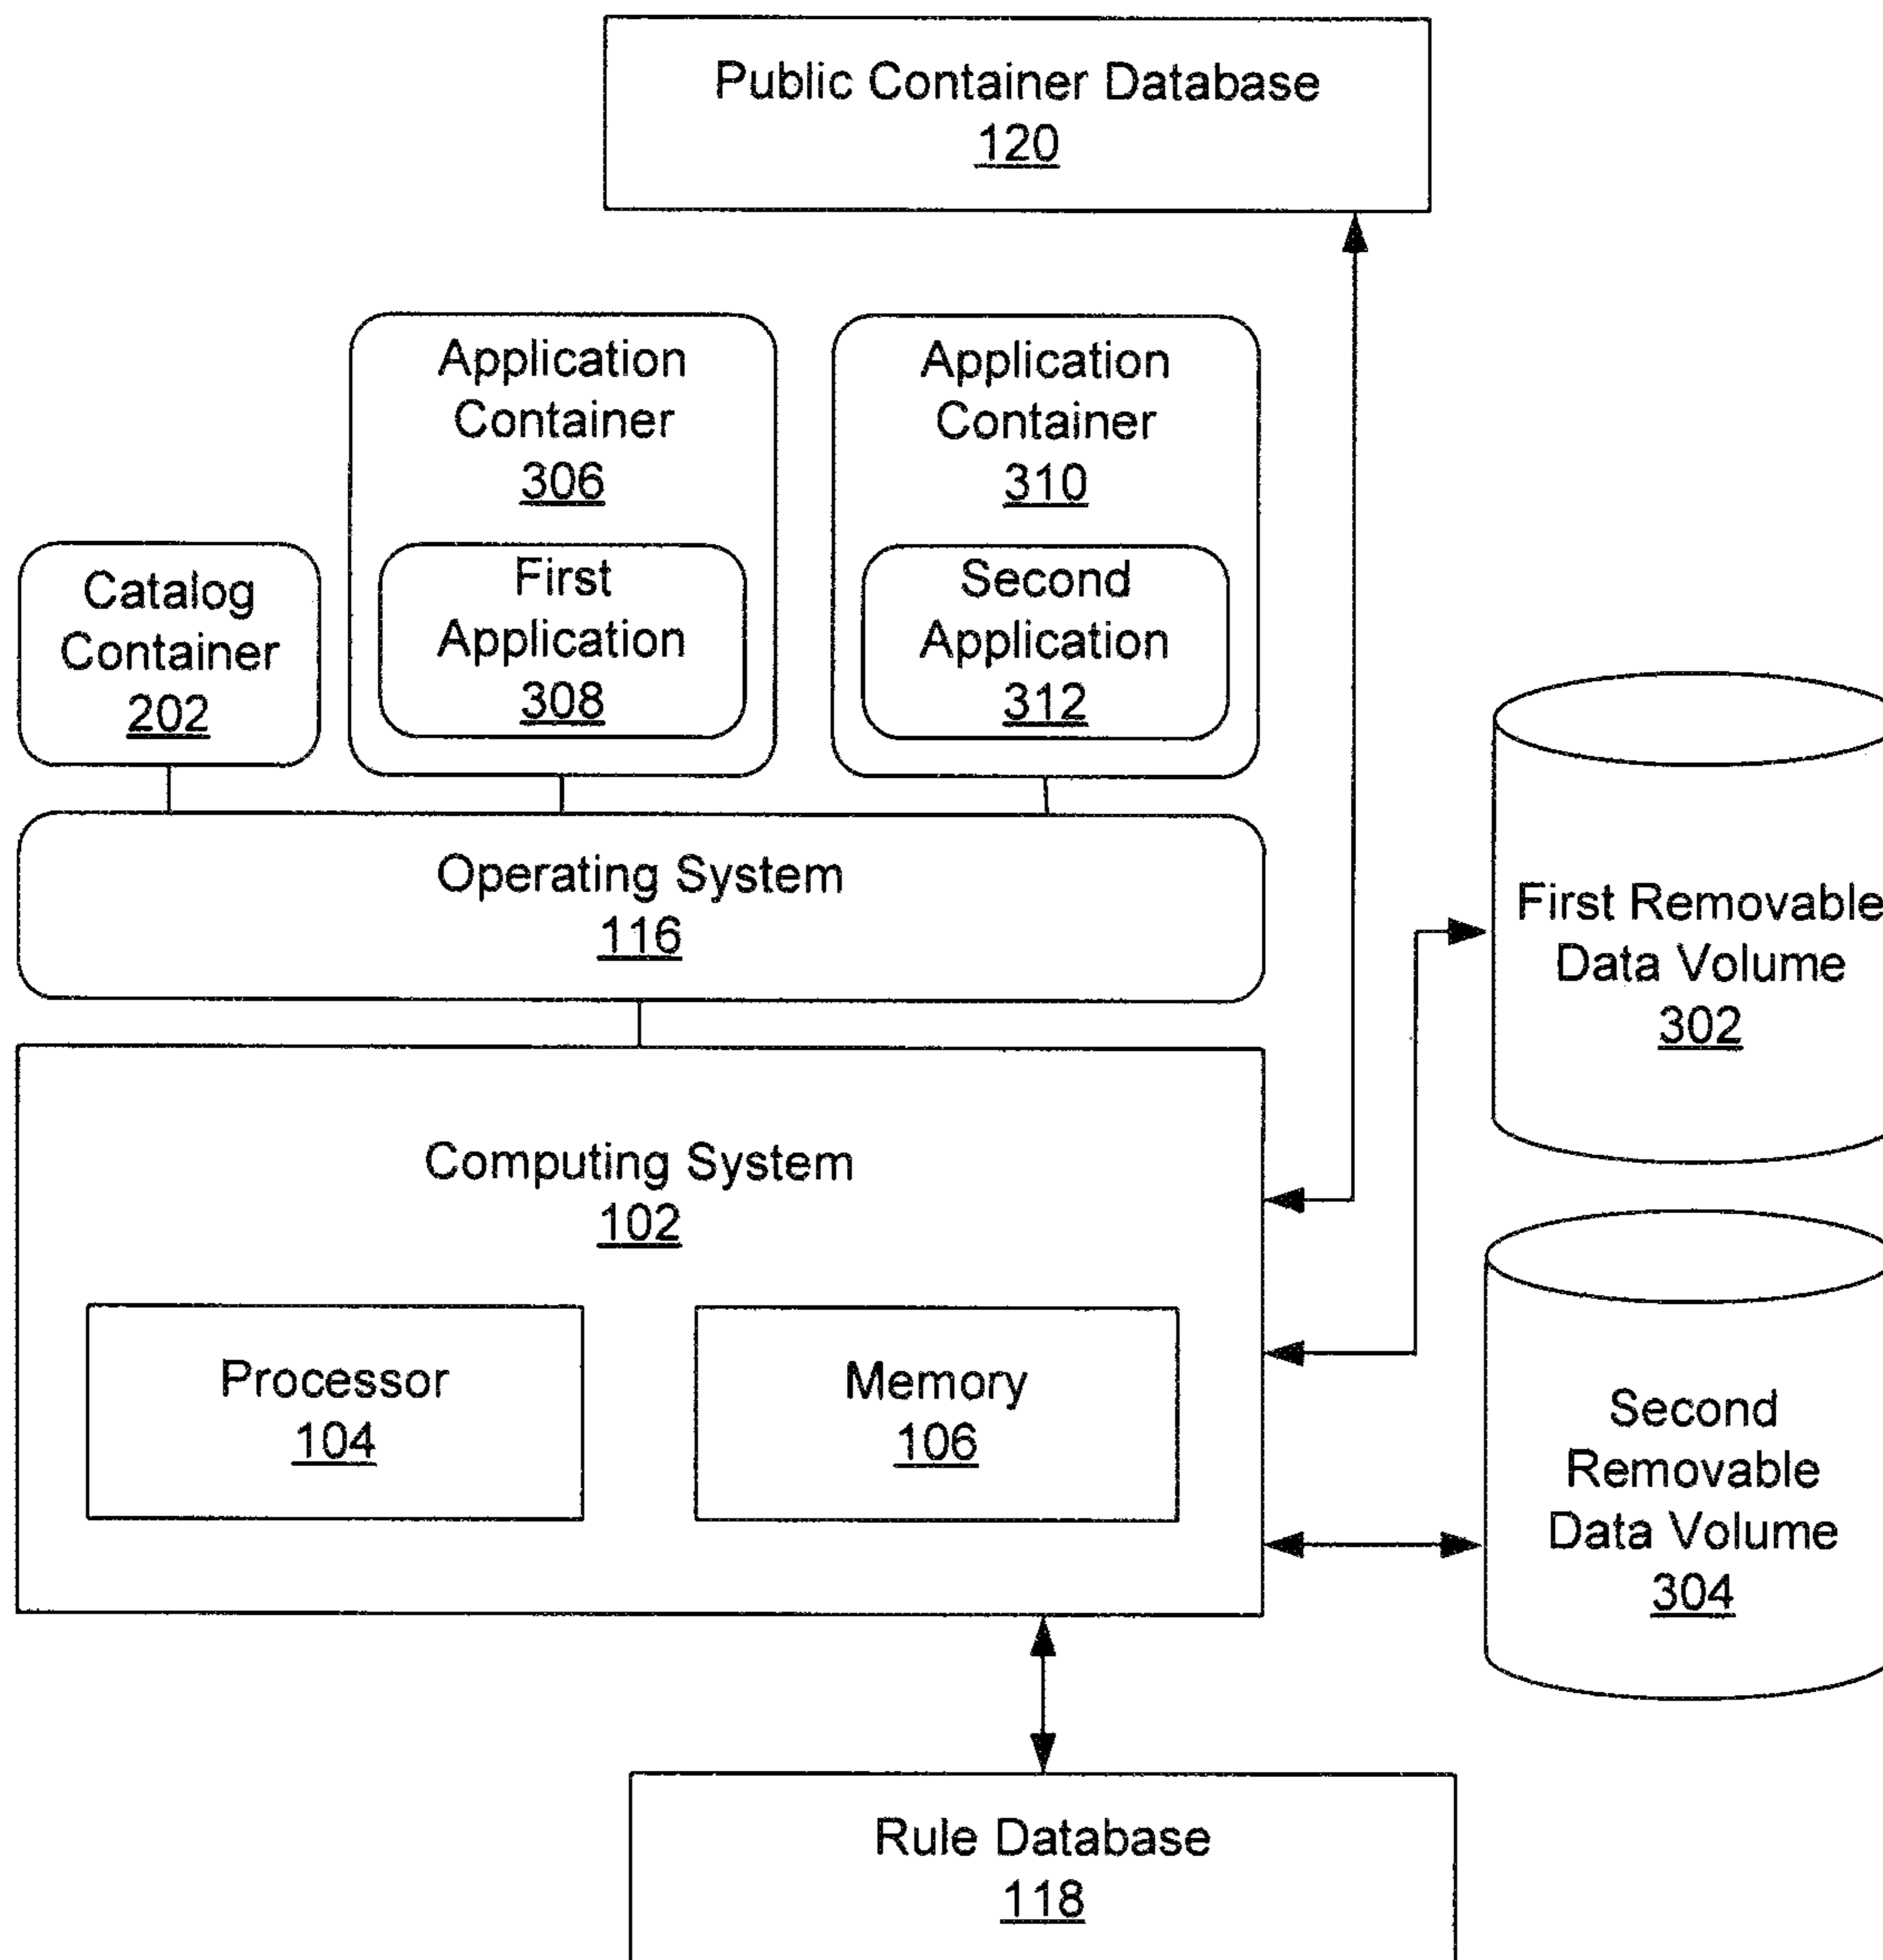 Public Container Database
120
Application
Container
306
Application
Container
310
Catalog
Container
202
First
Application
308
Second
Application
312
Operating System
116
First Removable
Data Volume
302
Computing System
102
Processor
104
Memory
106
Second
Removable
Data Volume
304
Rule Database
118